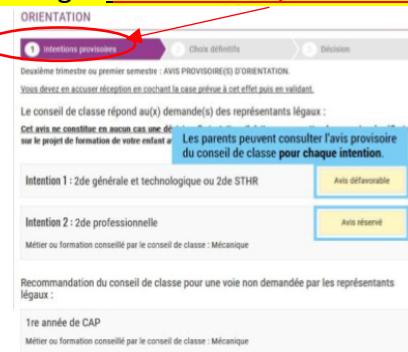 ORIENTATION
1 Intentions provisoires
2 Choix définitifs
3 Décision
Deuxième trimestre ou premier semestre : AVIS PROVISOIRE(S) D'ORIENTATION.
Vous devez en accuser réception en cochant la case prévue à cet effet puis en validant.
Le conseil de classe répond au(x) demande(s) des représentants légaux :
Cet avis ne constitue en aucun cas une
sur le projet de formation de votre enfant
Les parents peuvent consulter l'avis provisoire
du conseil de classe pour chaque intention.
Intention 1 : 2de générale et technologique ou 2de STHR
Avis défavorable
Intention 2 : 2de professionnelle
Avis réservé
Métier ou formation conseillé par le conseil de classe : Mécanique
Recommandation du conseil de classe pour une voie non demandée par les représentants
légaux :
1re année de CAP
Métier ou formation conseillé par le conseil de classe : Mécanique